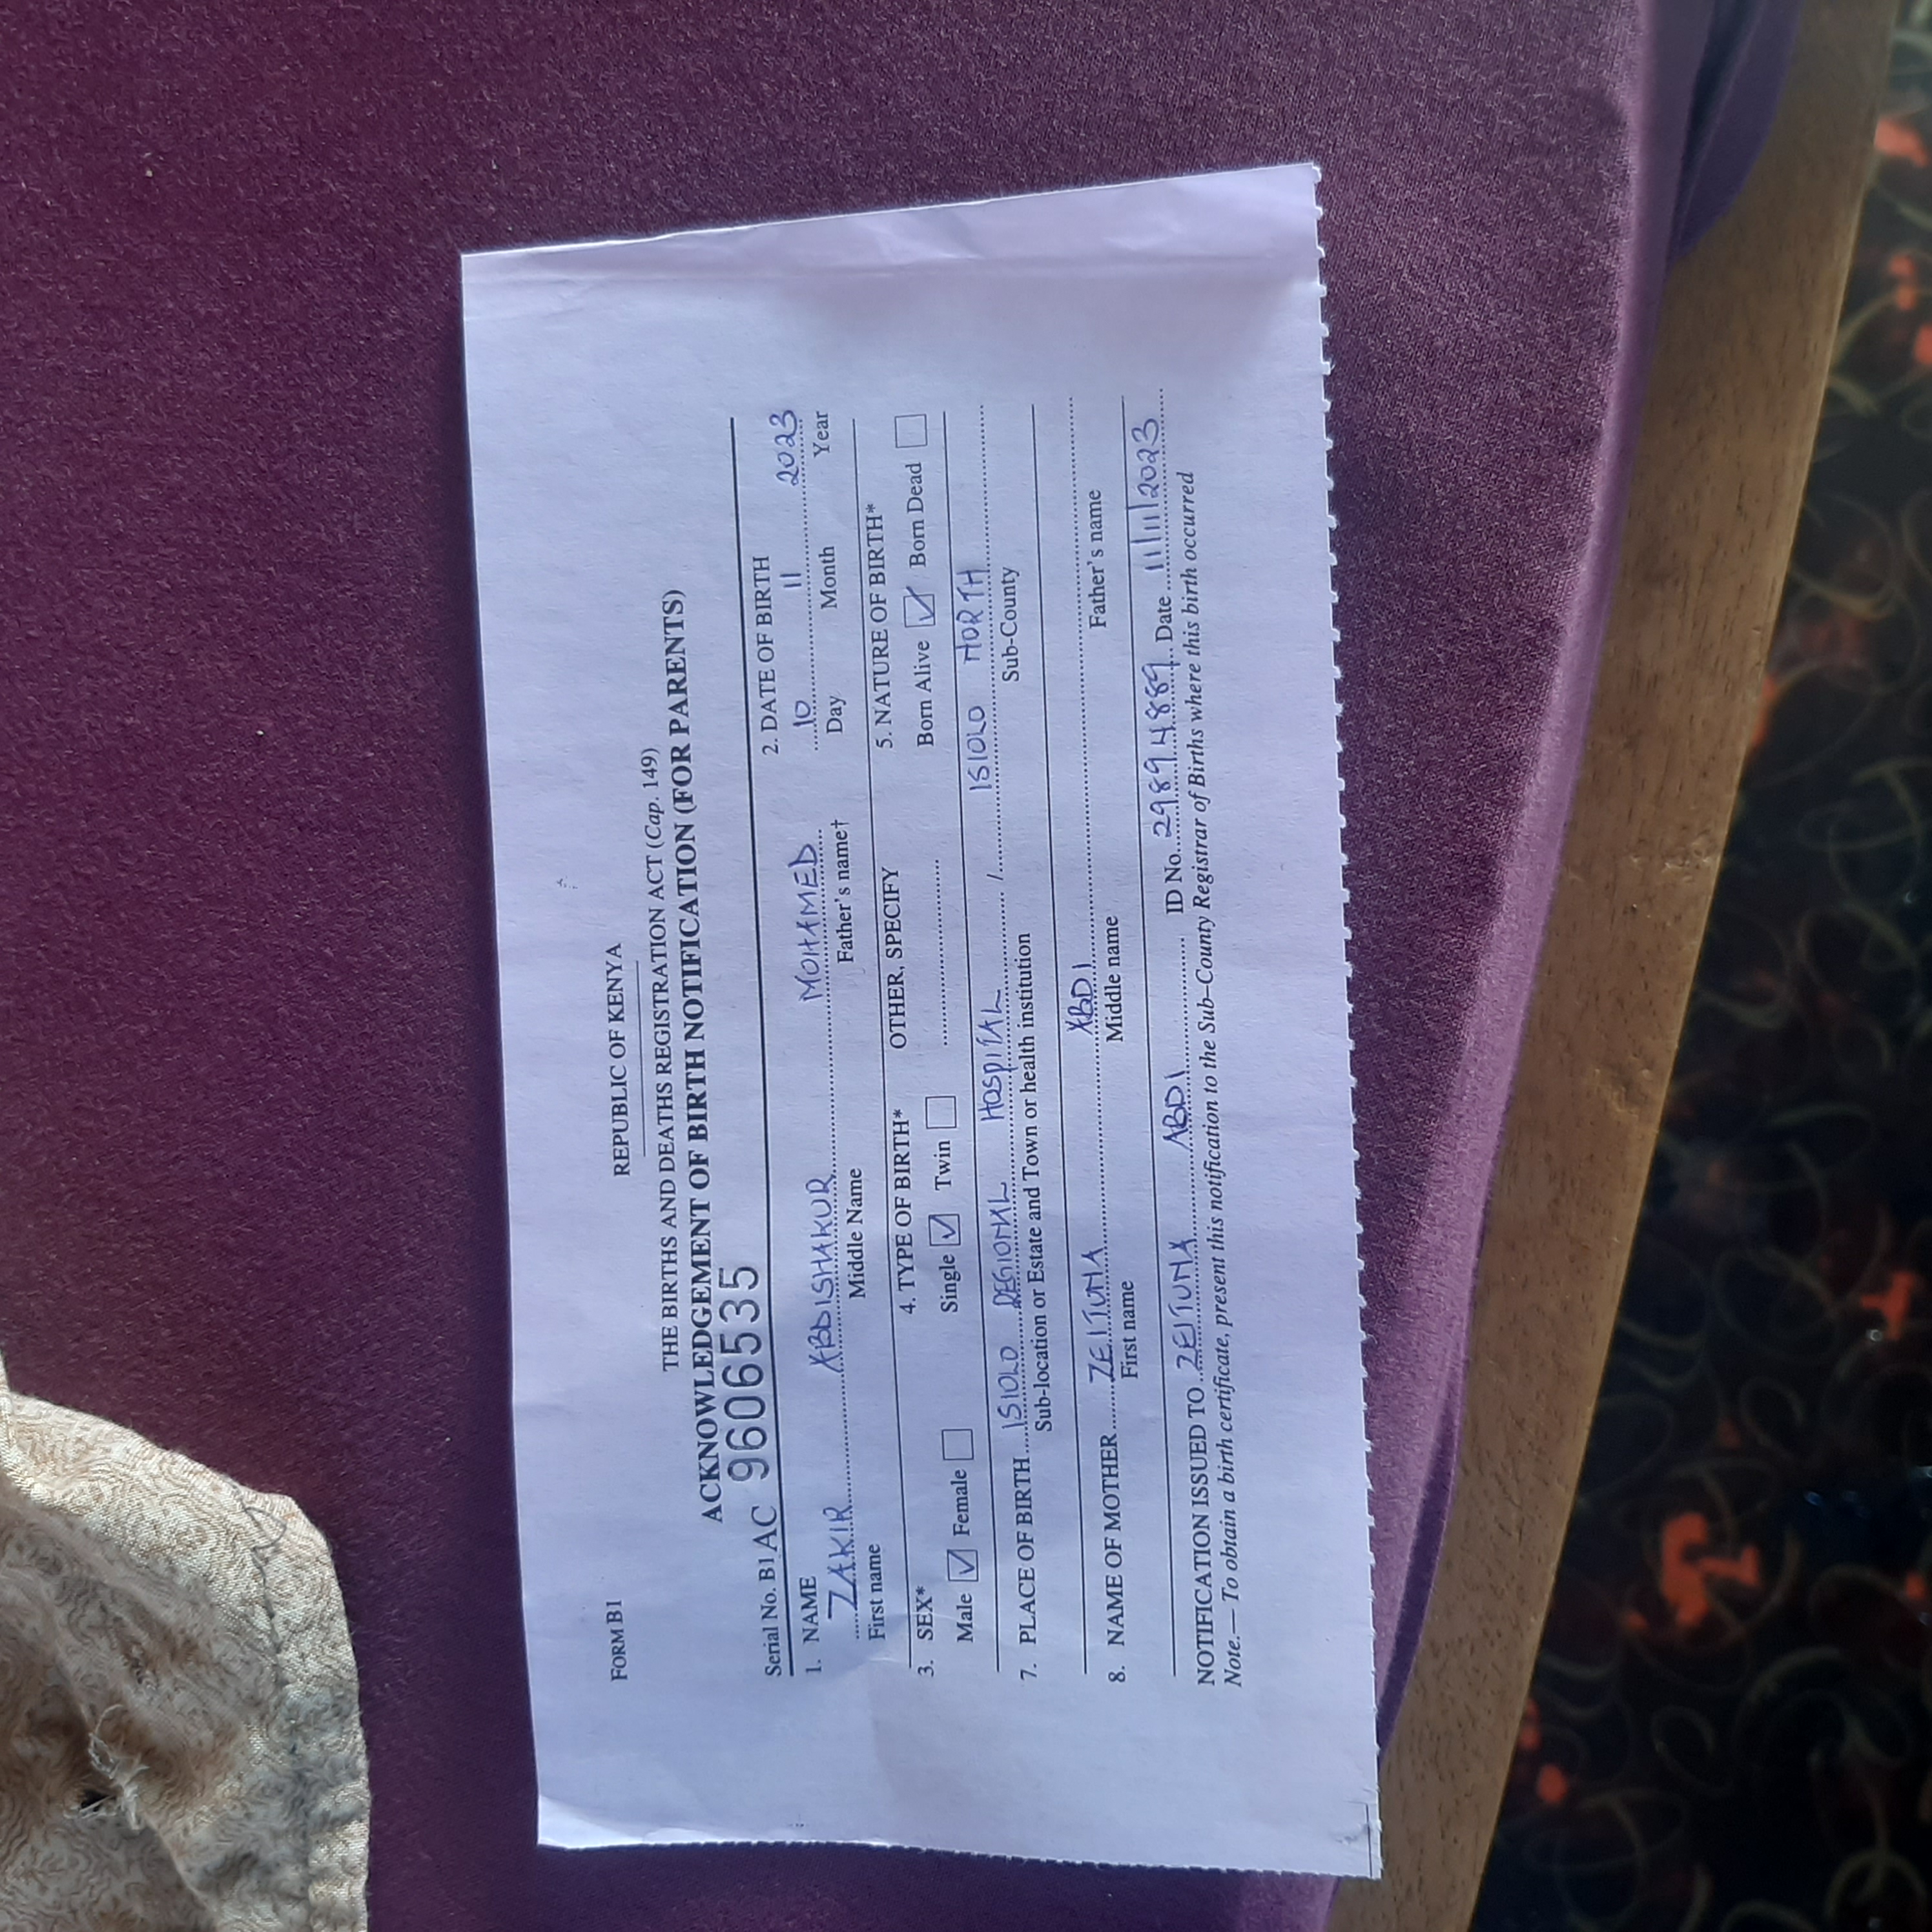 FORM B1
REPUBLIC OF KENYA
THE BIRTHS AND DEATHS REGISTRATION ACT (Cap. 149)
ACKNOWLEDGEMENT OF BIRTH NOTIFICATION (FOR PARENTS)
Serial No. B1 AC 9606535
1. NAME 2. DATE OF BIRTH
ZAKIR ABDISHAKUR MOHAMED 10 11 2023
First name Middle Name Father's name† Day Month Year
3. SEX* 4. TYPE OF BIRTH* OTHER, SPECIFY 5. NATURE OF BIRTH*
Male ✓ Female Single ✓ Twin Born Alive ✓ Born Dead
7. PLACE OF BIRTH ISIOLO REGIONAL HOSPITAL / ISIOLO NORTH
Sub-location or Estate and Town or health institution Sub-County
8. NAME OF MOTHER ZEITUNA ABDI
First name Middle name Father's name
NOTIFICATION ISSUED TO ZEITUNA ABDI ID No. 29894889 Date 11/11/2023
Note.— To obtain a birth certificate, present this notification to the Sub–County Registrar of Births where this birth occurred